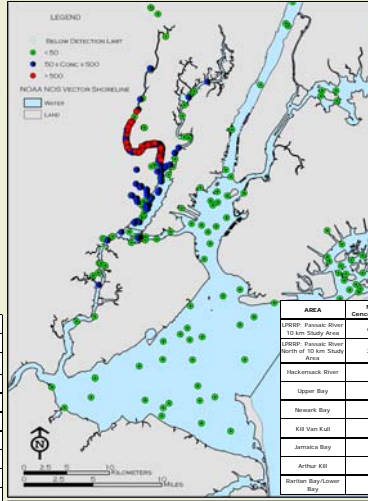 LEGEND
BELOW DETECTION LIMIT
< 50
50 ≤ CONC ≤ 500
> 500
NOAA NOS VECTOR SHORELINE
WATER
LAND
N
0 2.5 5 10
KILOMETERS
0 2.5 5 10
MILES
AREA
LPRRP: Passaic River
10 km Study Area
LPRRP: Passaic River
North of 10 km Study
Area
Hackensack River
Upper Bay
Newark Bay
Kill Van Kull
Jamaica Bay
Arthur Kill
Raritan Bay/Lower
Bay